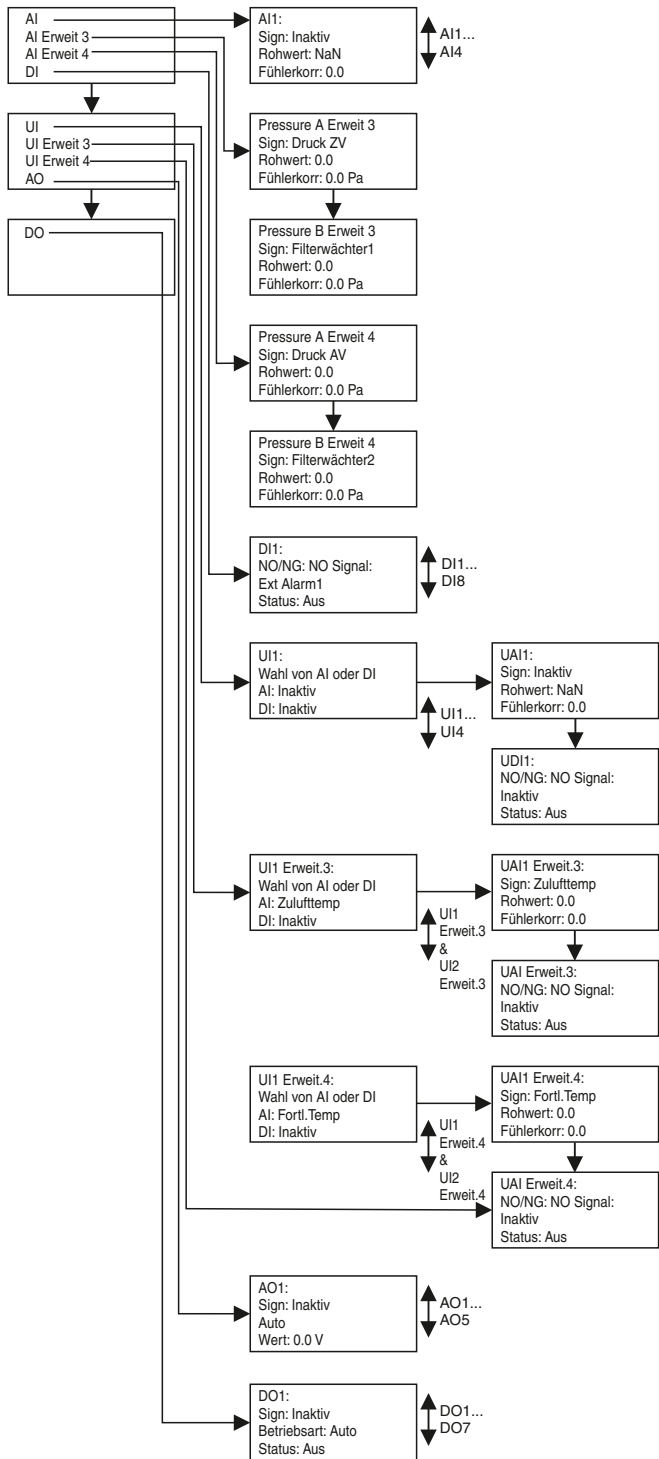 AI
AI Erweit 3
AI Erweit 4
DI
UI
UI Erweit 3
UI Erweit 4
AO
DO
AI1:
Sign: Inaktiv
Rohwert: NaN
Fühlerkorr: 0.0
AI1...
AI4
Pressure A Erweit 3
Sign: Druck ZV
Rohwert: 0.0
Fühlerkorr: 0.0 Pa
Pressure B Erweit 3
Sign: Filterwächter1
Rohwert: 0.0
Fühlerkorr: 0.0 Pa
Pressure A Erweit 4
Sign: Druck AV
Rohwert: 0.0
Fühlerkorr: 0.0 Pa
Pressure B Erweit 4
Sign: Filterwächter2
Rohwert: 0.0
Fühlerkorr: 0.0 Pa
DI1:
NO/NG: NO Signal:
Ext Alarm1
Status: Aus
DI1...
DI8
UI1:
Wahl von AI oder DI
AI: Inaktiv
DI: Inaktiv
UI1...
UI4
UAI1:
Sign: Inaktiv
Rohwert: NaN
Fühlerkorr: 0.0
UDI1:
NO/NG: NO Signal:
Inaktiv
Status: Aus
UI1 Erweit.3:
Wahl von AI oder DI
AI: Zulufttemp
DI: Inaktiv
UI1
Erweit.3
&
UI2
Erweit.3
UAI1 Erweit.3:
Sign: Zulufttemp
Rohwert: 0.0
Fühlerkorr: 0.0
UAI Erweit.3:
NO/NG: NO Signal:
Inaktiv
Status: Aus
UI1 Erweit.4:
Wahl von AI oder DI
AI: Fortl.Temp
DI: Inaktiv
UI1
Erweit.4
&
UI2
Erweit.4
UAI1 Erweit.4:
Sign: Fortl.Temp
Rohwert: 0.0
Fühlerkorr: 0.0
UAI Erweit.4:
NO/NG: NO Signal:
Inaktiv
Status: Aus
AO1:
Sign: Inaktiv
Auto
Wert: 0.0 V
AO1...
AO5
DO1:
Sign: Inaktiv
Betriebsart: Auto
Status: Aus
DO1...
DO7